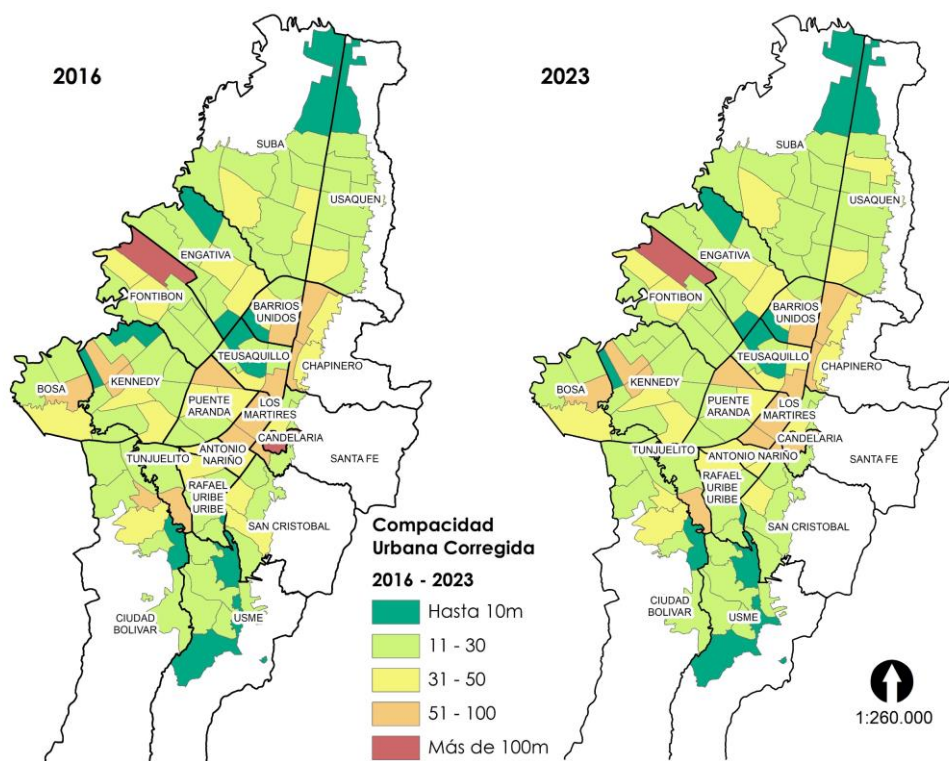 2016
SUBA
USAQUEN
ENGATIVA
FONTIBON
BARRIOS
UNIDOS
TEUSAQUILLO
CHAPINERO
BOSA
KENNEDY
PUENTE
ARANDA
LOS
MARTIRES
CANDELARIA
SANTA FE
TUNJUELITO
ANTONIO
NARIÑO
RAFAEL
URIBE
URIBE
SAN CRISTOBAL
CIUDAD
BOLIVAR
USME
Compacidad
Urbana Corregida
2016 - 2023
Hasta 10m
11 - 30
31 - 50
51 - 100
Más de 100m
2023
SUBA
USAQUEN
ENGATIVA
FONTIBON
BARRIOS
UNIDOS
TEUSAQUILLO
CHAPINERO
BOSA
KENNEDY
PUENTE
ARANDA
LOS
MARTIRES
CANDELARIA
SANTA FE
TUNJUELITO
ANTONIO NARIÑO
RAFAEL
URIBE
URIBE
SAN CRISTOBAL
CIUDAD
BOLIVAR
USME
1:260.000